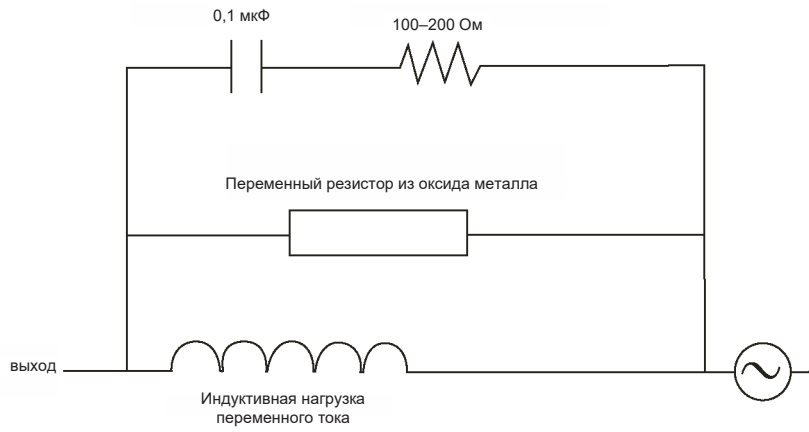 0,1 мкФ
100–200 Ом
Переменный резистор из оксида металла
выход
Индуктивная нагрузка
переменного тока